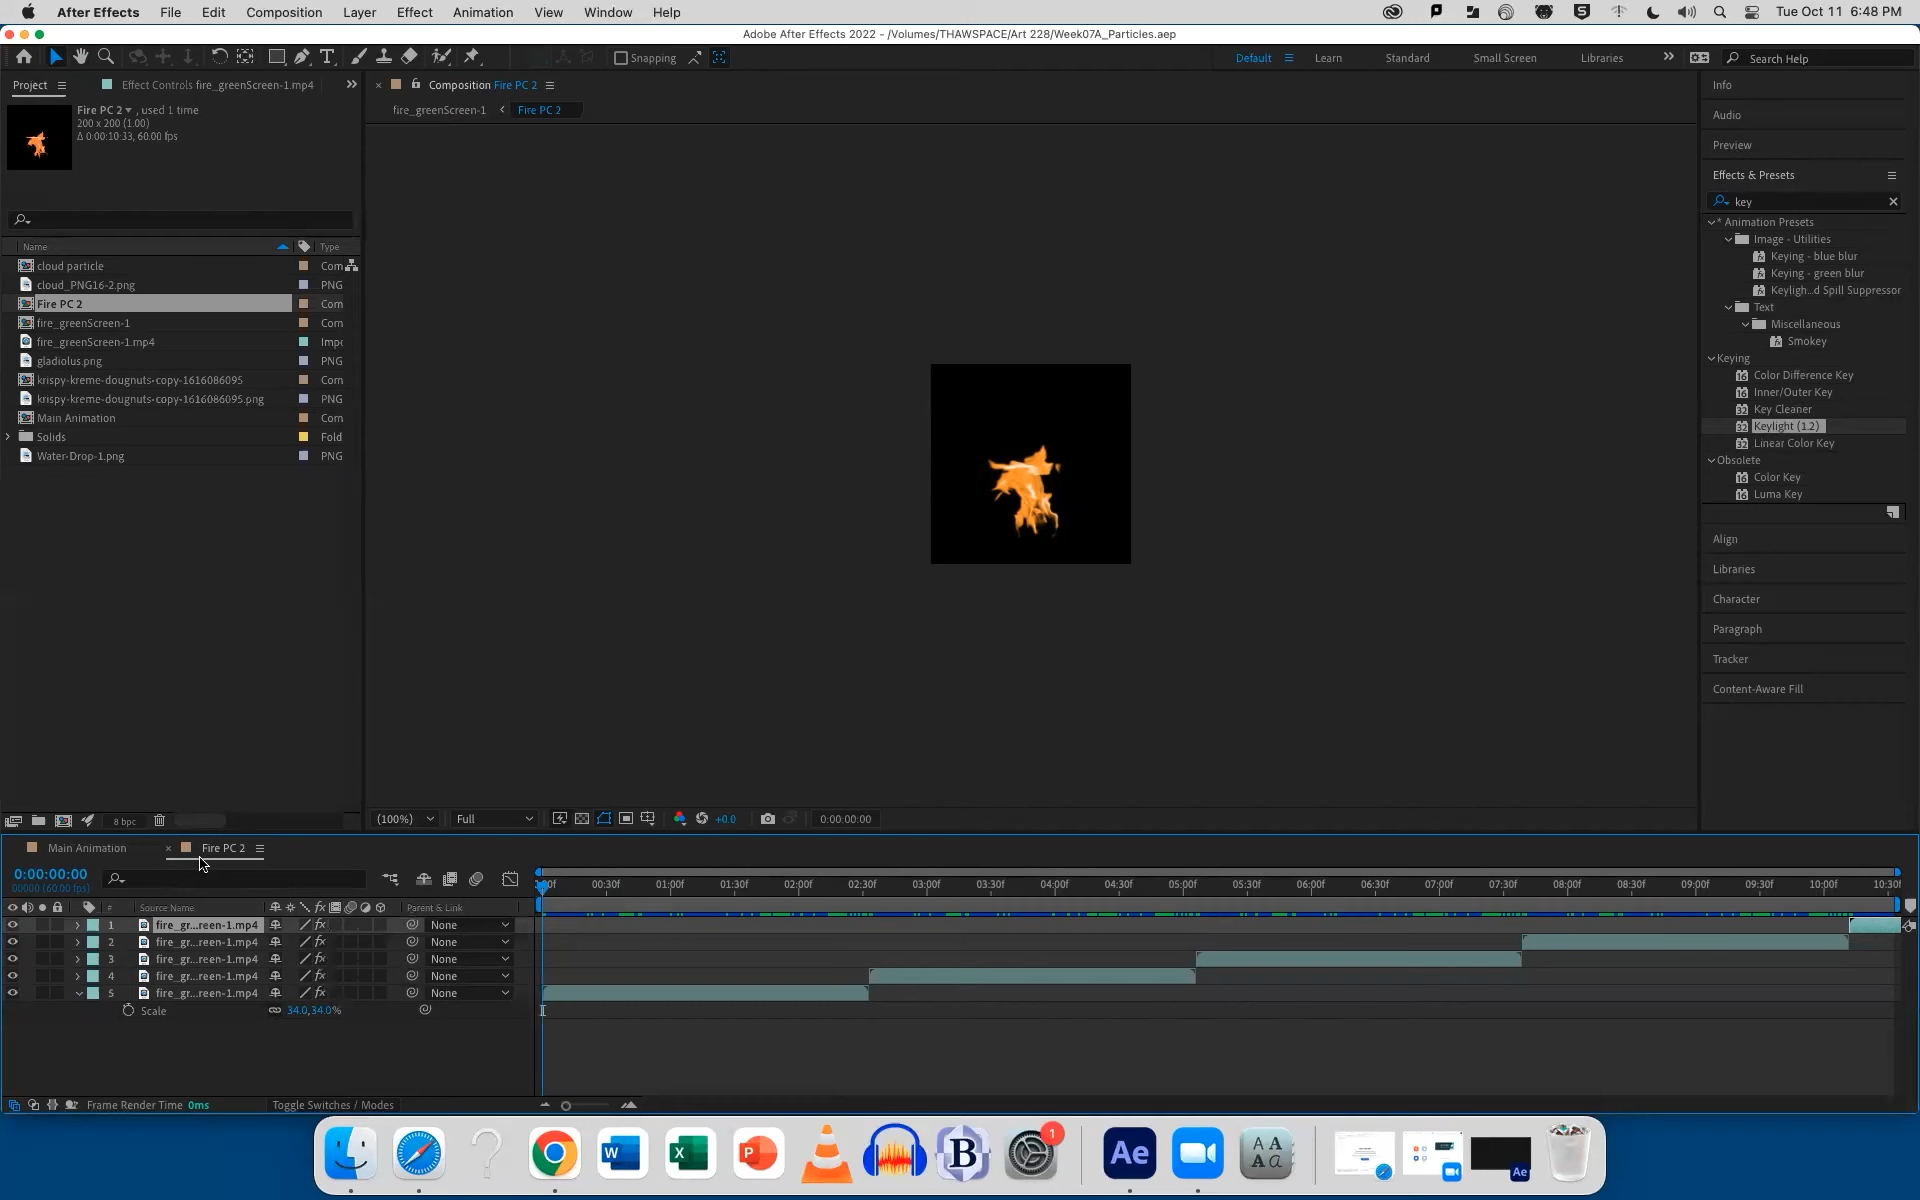 After Effects File Edit Composition Layer Effect Animation View Window Help Tue Oct 11 6:48 PM
Adobe After Effects 2022 - /Volumes/THAWSPACE/Art 228/Week07A_Particles.aep
Snapping Default Learn Standard Small Screen Libraries Search Help
Project Effect Controls fire_greenScreen-1.mp4
Composition Fire PC 2
fire_greenScreen-1 Fire PC 2
Fire PC 2 , used 1 time
200 x 200 (1.00)
Δ 0:00:10:33, 60.00 fps
Name Type
cloud particle Com
cloud_PNG16-2.png PNG
Fire PC 2 Com
fire_greenScreen-1 Com
fire_greenScreen-1.mp4 Impc
gladiolus.png PNG
krispy-kreme-dougnuts-copy-1616086095 Com
krispy-kreme-dougnuts-copy-1616086095.png PNG
Main Animation Com
Solids Fold
Water-Drop-1.png PNG
8 bpc
(100%) Full +0.0 0:00:00:00
Info
Audio
Preview
Effects & Presets
key
* Animation Presets
Image - Utilities
Keying - blue blur
Keying - green blur
Keyligh...d Spill Suppressor
Text
Miscellaneous
Smokey
Keying
Color Difference Key
Inner/Outer Key
Key Cleaner
Keylight (1.2)
Linear Color Key
Obsolete
Color Key
Luma Key
Align
Libraries
Character
Paragraph
Tracker
Content-Aware Fill
Main Animation Fire PC 2
0:00:00:00
00000 (60.00 fps)
00:30f 01:00f 01:30f 02:00f 02:30f 03:00f 03:30f 04:00f 04:30f 05:00f 05:30f 06:00f 06:30f 07:00f 07:30f 08:00f 08:30f 09:00f 09:30f 10:00f 10:30f
# Source Name Parent & Link
1 fire_gr...reen-1.mp4 None
2 fire_gr...reen-1.mp4 None
3 fire_gr...reen-1.mp4 None
4 fire_gr...reen-1.mp4 None
5 fire_gr...reen-1.mp4 None
Scale 34.0,34.0%
Frame Render Time 0ms Toggle Switches / Modes
W X P B 1 Ae AA Aa Ae